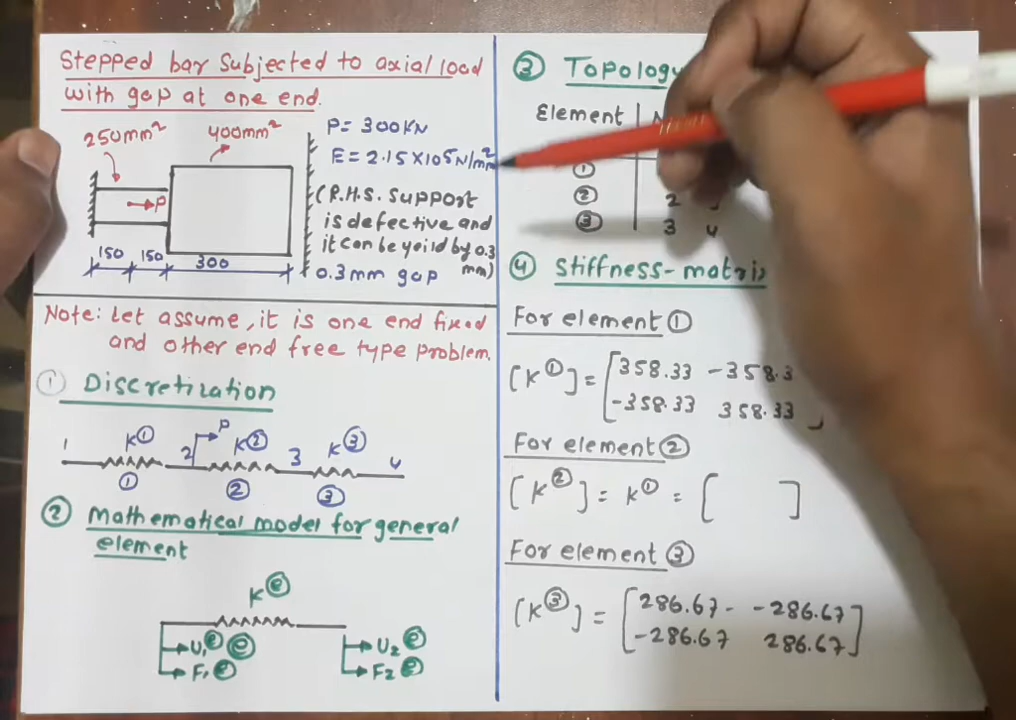 Stepped bar Subjected to axial load
with gap at one end.
250mm²
400mm²
P
150 150 300
P = 300KN
E = 2.15×10⁵N/mm²
(R.H.S. Support
is defective and
it can be yeild by 0.3
mm)
0.3mm gap
Note: Let assume, it is one end fixed
and other end free type problem.
① Discretization
1 K① 2 P K② 3 K③ 4
① ② ③
② Mathematical model for general
element
K ⓔ
U₁ⓔ ⓔ U₂ ⓔ
F₁ ⓔ F₂ ⓔ
③ Topology
Element
①
② 2
③ 3 4
④ Stiffness-matrix
For element ①
[K①] = [358.33 -358.3
-358.33 358.33]
For element ②
[K②] = K① = [ ]
For element ③
[K③] = [286.67- -286.67]
-286.67 286.67]